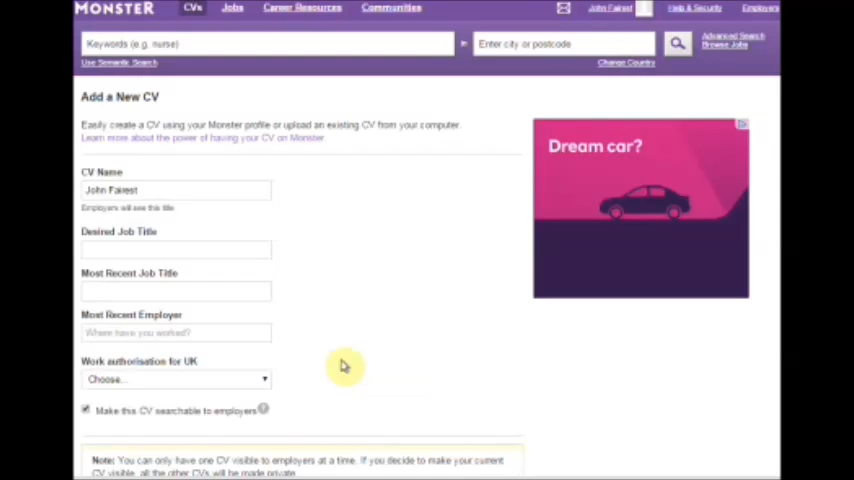 MONSTER CVs Jobs Career Resources Communities John Fairest Help & Security Employers
Keywords (e.g. nurse) in Enter city or postcode Advanced Search
Browse Jobs
Use Semantic Search Change Country
Add a New CV
Easily create a CV using your Monster profile or upload an existing CV from your computer.
Learn more about the power of having your CV on Monster.
Dream car?
CV Name
John Fairest
Employers will see this title
Desired Job Title
Most Recent Job Title
Most Recent Employer
Where have you worked?
Work authorisation for UK
Choose...
Make this CV searchable to employers ?
Note: You can only have one CV visible to employers at a time. If you decide to make your current
CV visible, all the other CVs will be made private.